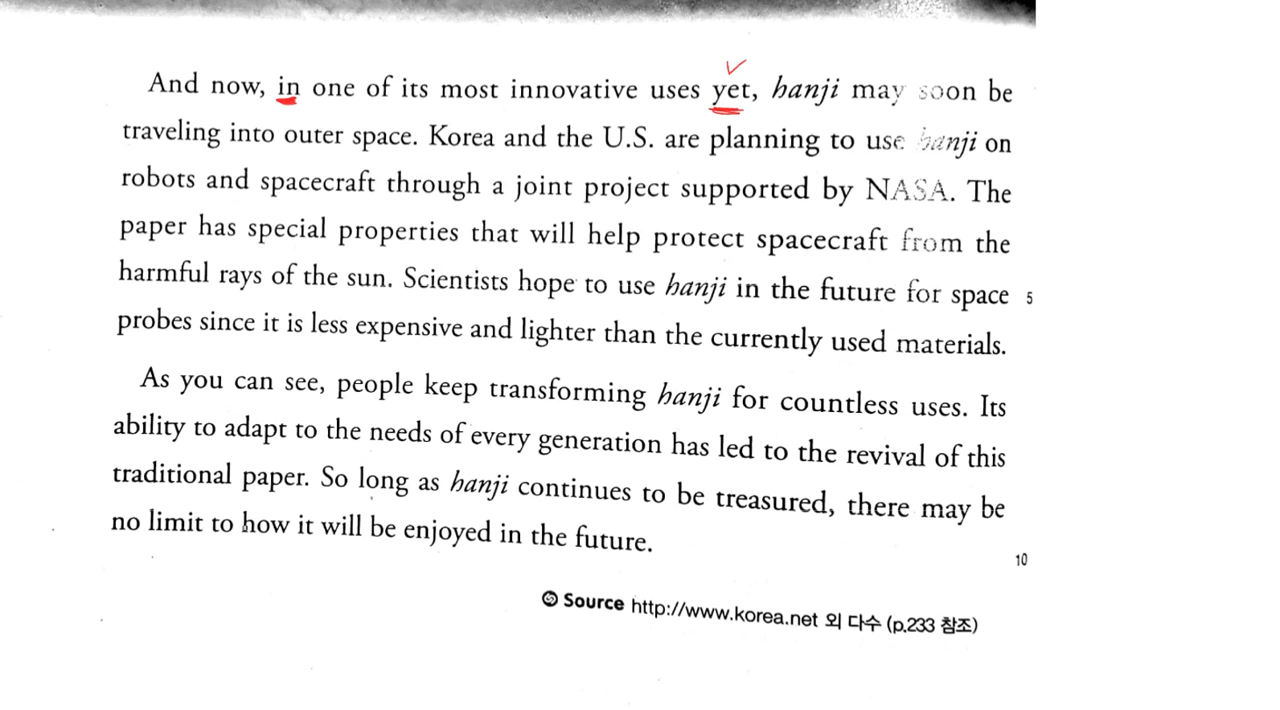 And now, in one of its most innovative uses yet, hanji may soon be
traveling into outer space. Korea and the U.S. are planning to use hanji on
robots and spacecraft through a joint project supported by NASA. The
paper has special properties that will help protect spacecraft from the
harmful rays of the sun. Scientists hope to use hanji in the future for space 5
probes since it is less expensive and lighter than the currently used materials.
As you can see, people keep transforming hanji for countless uses. Its
ability to adapt to the needs of every generation has led to the revival of this
traditional paper. So long as hanji continues to be treasured, there may be
no limit to how it will be enjoyed in the future.
10
Source http://www.korea.net 외 다수 (p.233 참조)